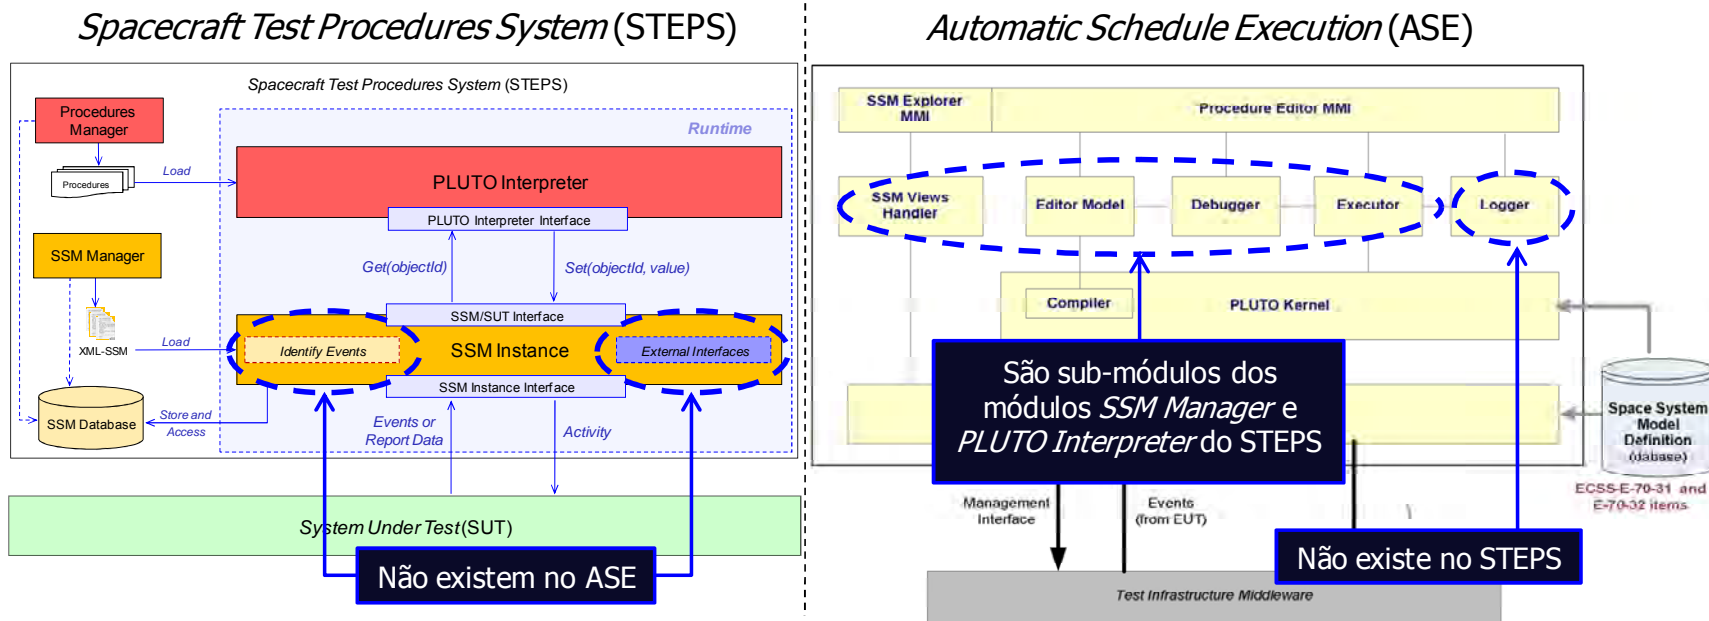 Spacecraft Test Procedures System (STEPS)
Spacecraft Test Procedures System (STEPS)
Procedures
Manager
Runtime
Load
Procedures
PLUTO Interpreter
PLUTO Interpreter Interface
SSM Manager
Get(objectId)
Set(objectId, value)
SSM/SUT Interface
XML-SSM
Load
Identify Events
SSM Instance
External Interfaces
SSM Instance Interface
SSM Database
Store and
Access
Events or
Report Data
Activity
System Under Test(SUT)
Não existem no ASE
Automatic Schedule Execution (ASE)
SSM Explorer
MMI
Procedure Editor MMI
SSM Views
Handler
Editor Model
Debugger
Executor
Logger
Compiler
PLUTO Kernel
São sub-módulos dos
módulos SSM Manager e
PLUTO Interpreter do STEPS
Space System
Model
Definition
(dabase)
ECSS-E-70-31 and
E-70-32 items
Management
Interface
Events
(from EUT)
Não existe no STEPS
Test Infrastructure Middleware